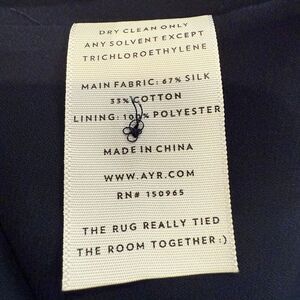 DRY CLEAN ONLY
ANY SOLVENT EXCEPT
TRICHLOROETHYLENE
MAIN FABRIC: 67% SILK
33% COTTON
LINING: 100% POLYESTER
MADE IN CHINA
WWW.AYR.COM
RN# 150965
THE RUG REALLY TIED
THE ROOM TOGETHER :)